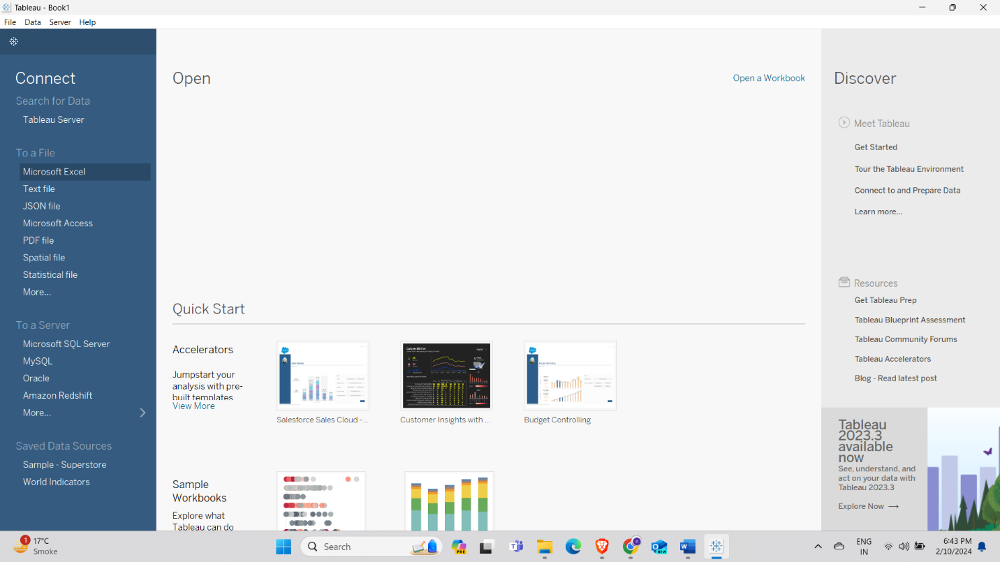 Tableau - Book1
File Data Server Help
Connect
Search for Data
Tableau Server
To a File
Microsoft Excel
Text file
JSON file
Microsoft Access
PDF file
Spatial file
Statistical file
More...
To a Server
Microsoft SQL Server
MySQL
Oracle
Amazon Redshift
More...
Saved Data Sources
Sample - Superstore
World Indicators
Open
Open a Workbook
Quick Start
Accelerators
Jumpstart your
analysis with pre-
built templates
View More
Salesforce Sales Cloud -...
Customer Insights with ...
Budget Controlling
Sample
Workbooks
Explore what
Tableau can do
Discover
Meet Tableau
Get Started
Tour the Tableau Environment
Connect to and Prepare Data
Learn more...
Resources
Get Tableau Prep
Tableau Blueprint Assessment
Tableau Community Forums
Tableau Accelerators
Blog - Read latest post
Tableau
2023.3
available
now
See, understand, and
act on your data with
Tableau 2023.3
Explore Now →
1
17°C
Smoke
Search
PRE
NEW
ENG
IN
6:43 PM
2/10/2024